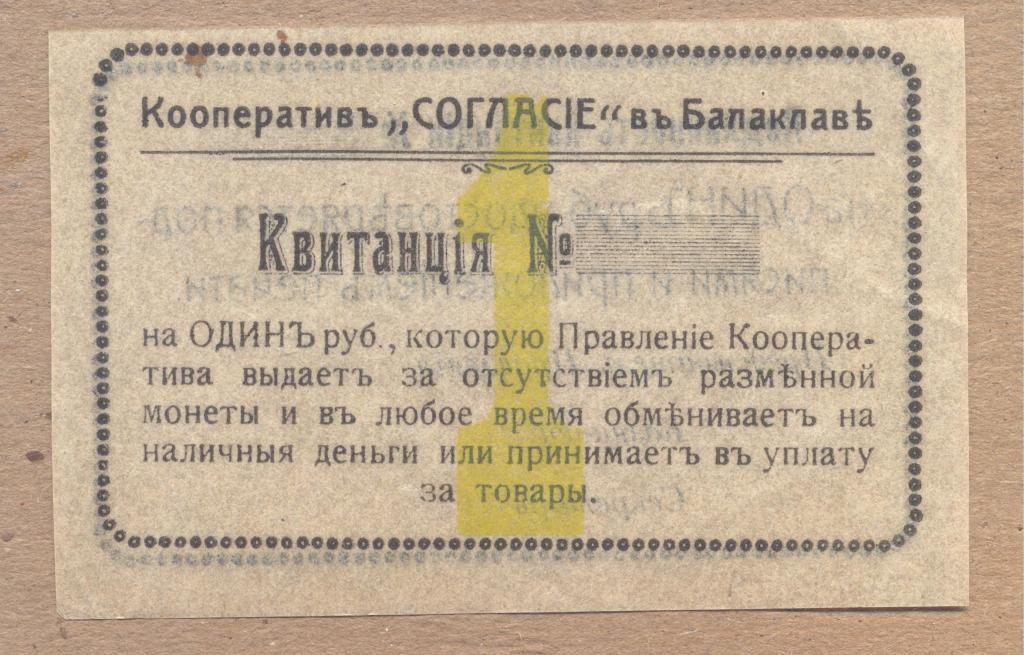 Кооперативъ „СОГЛАСІЕ“ въ Балаклавѣ
Квитанція №
на ОДИНЪ руб., которую Правленіе Коопера-
тива выдаетъ за отсутствіемъ размѣнной
монеты и въ любое время обмѣниваетъ на
наличныя деньги или принимаетъ въ уплату
за товары.
1